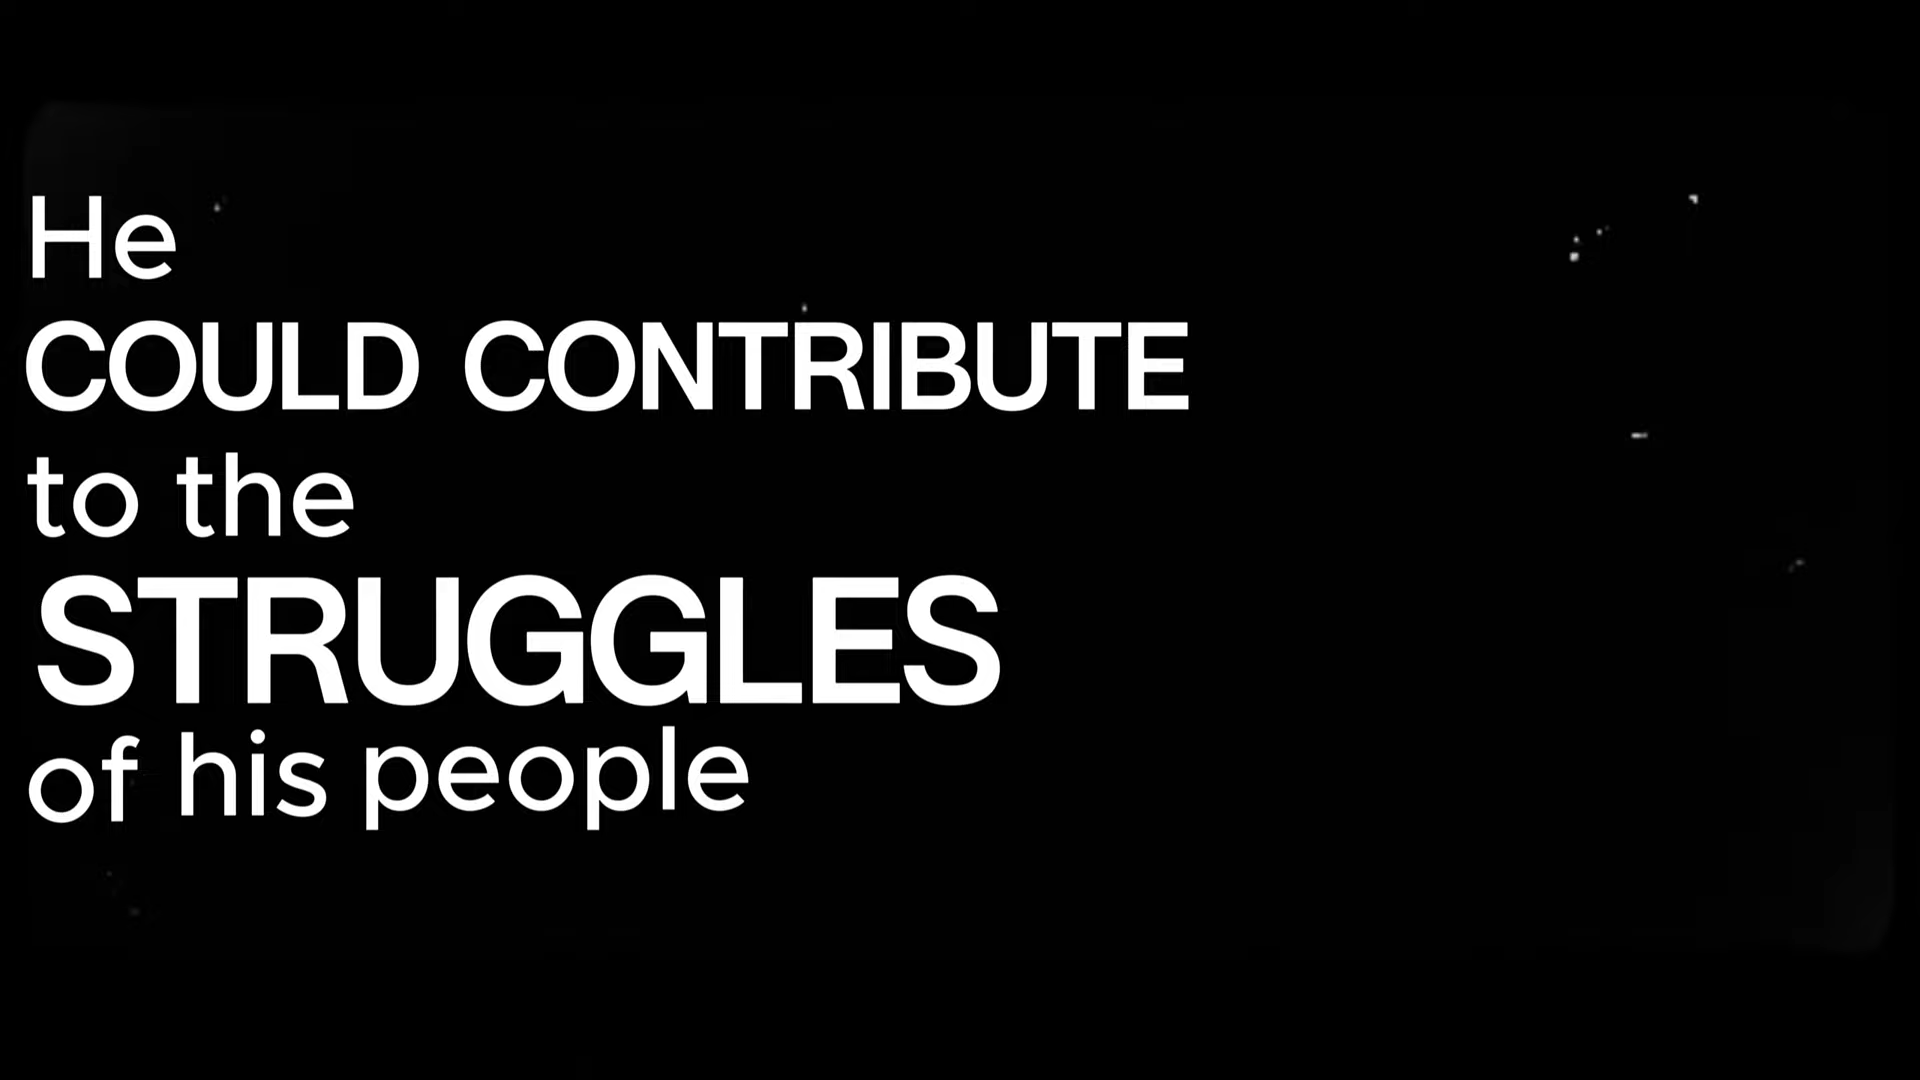 He
COULD CONTRIBUTE
to the
STRUGGLES
of his people